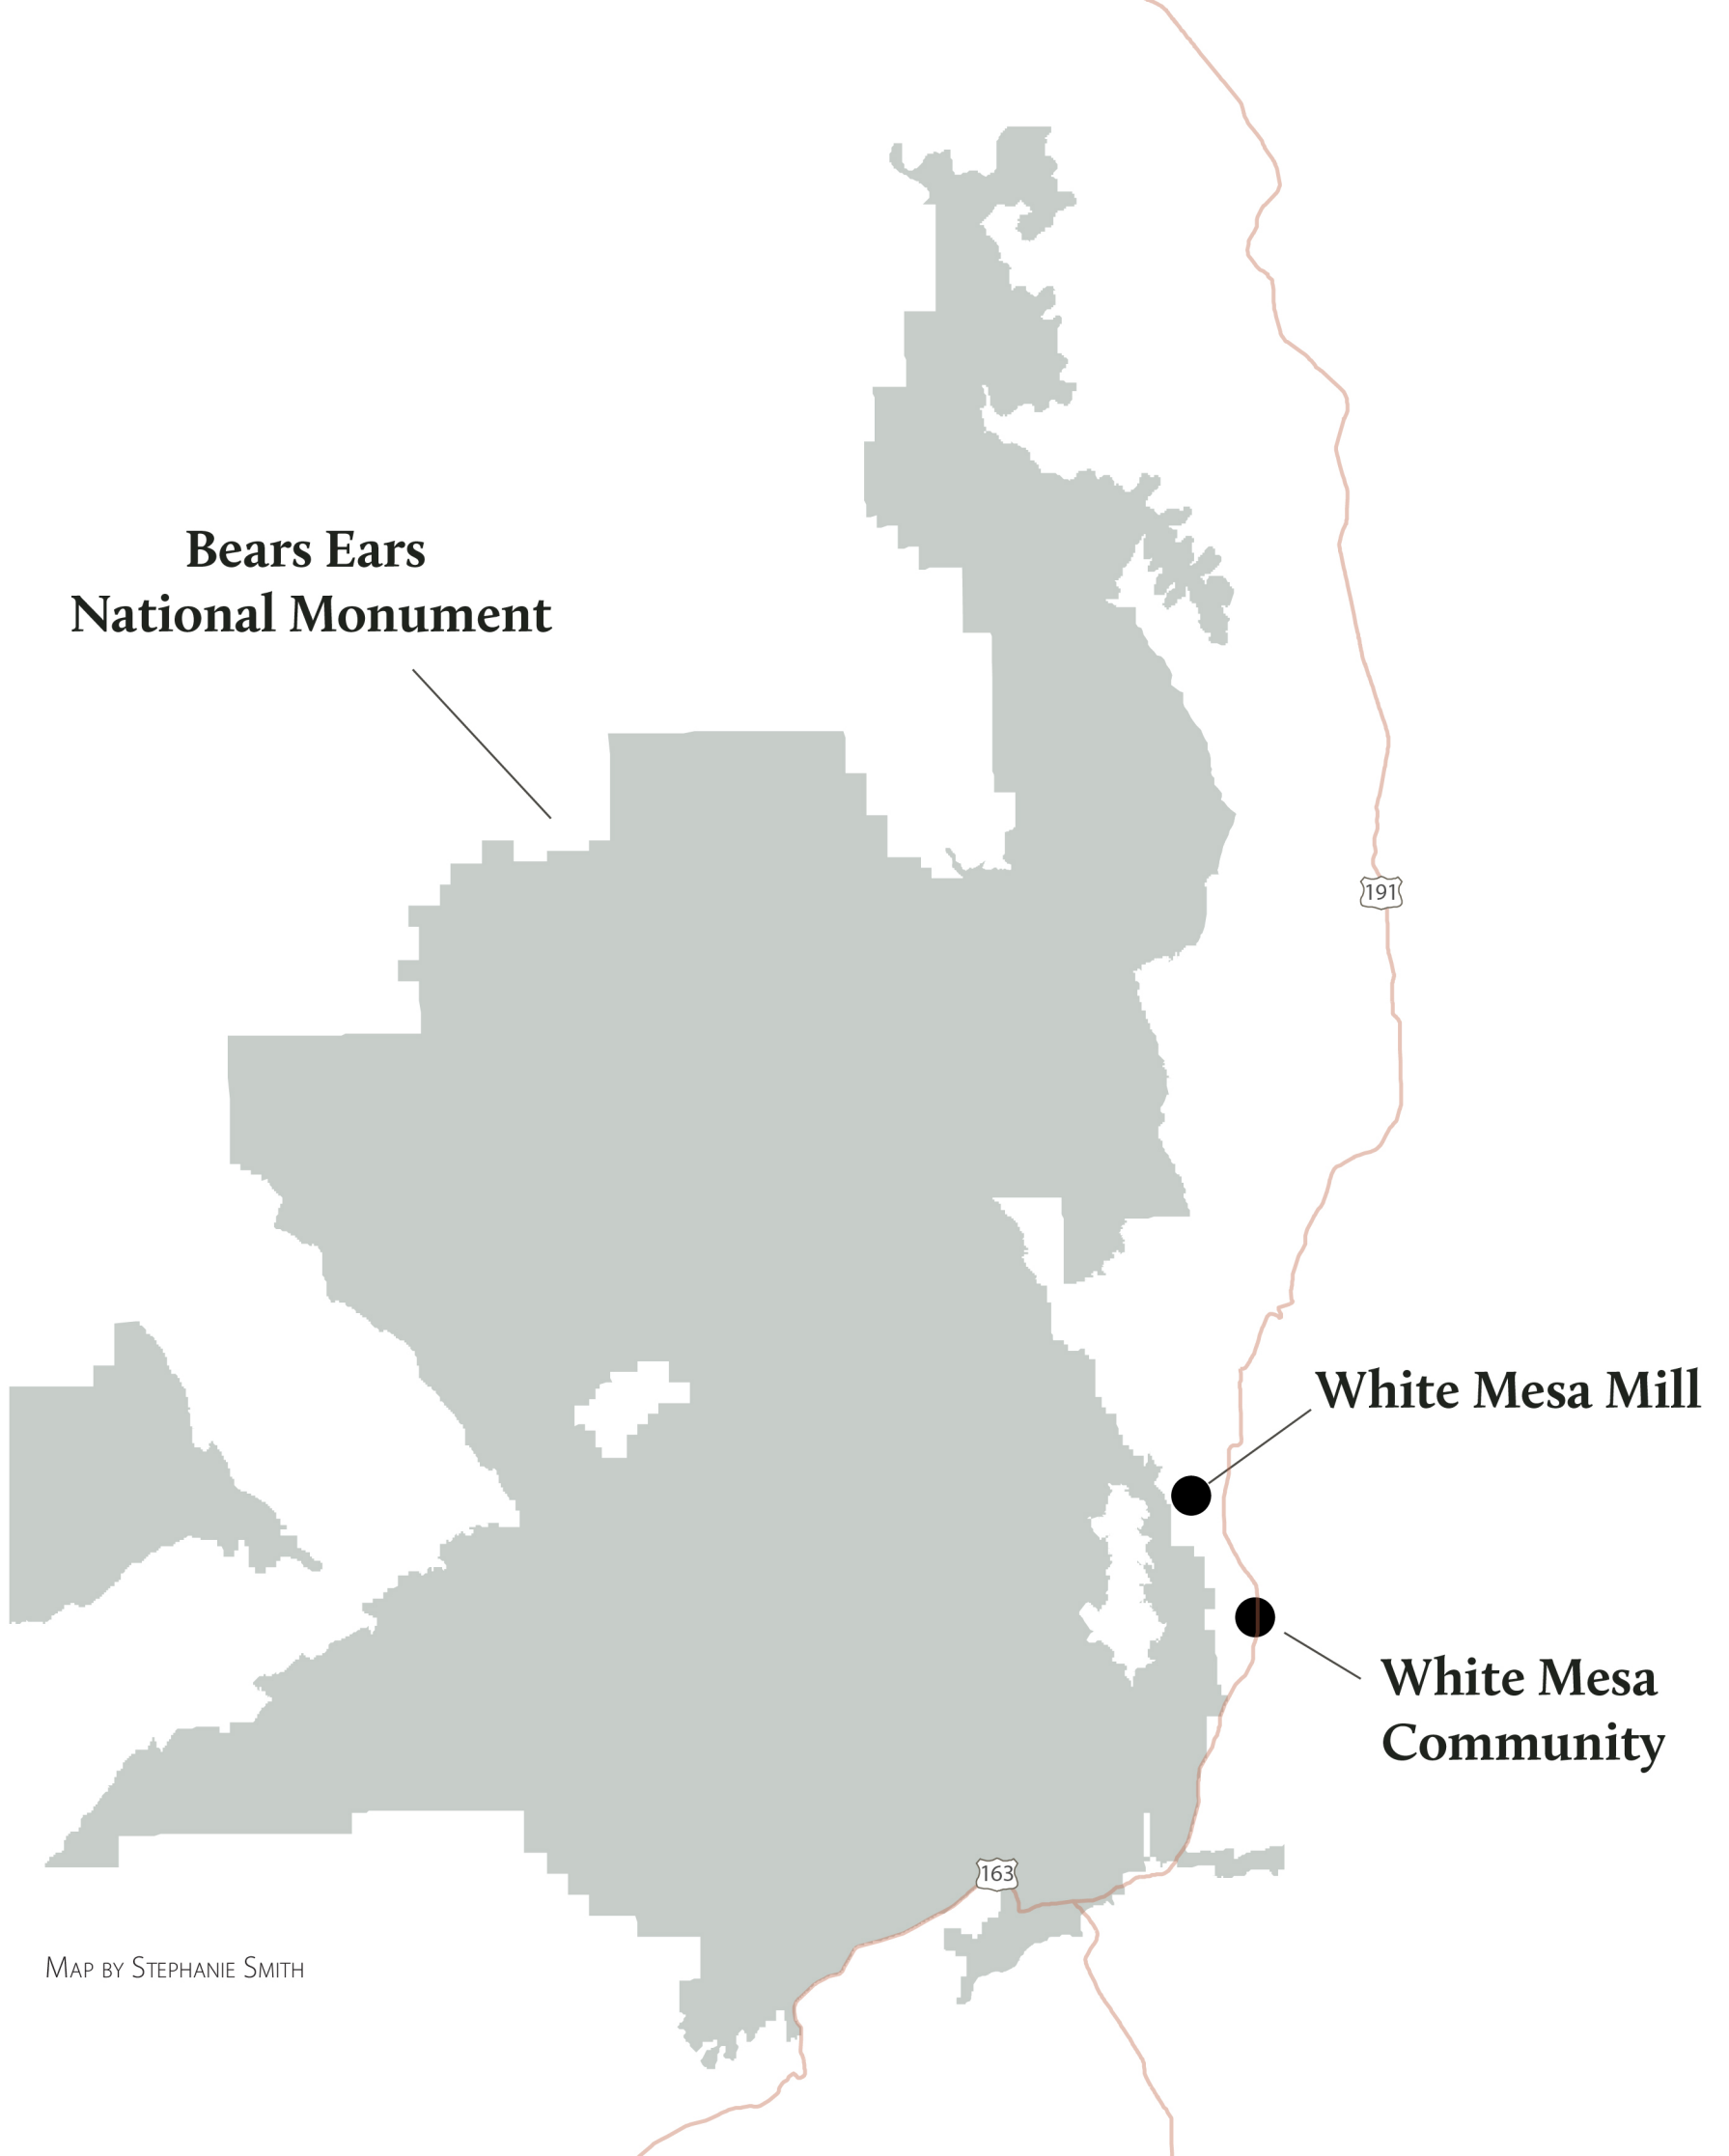 Bears Ears
National Monument
191
White Mesa Mill
White Mesa
Community
163
Map by Stephanie Smith